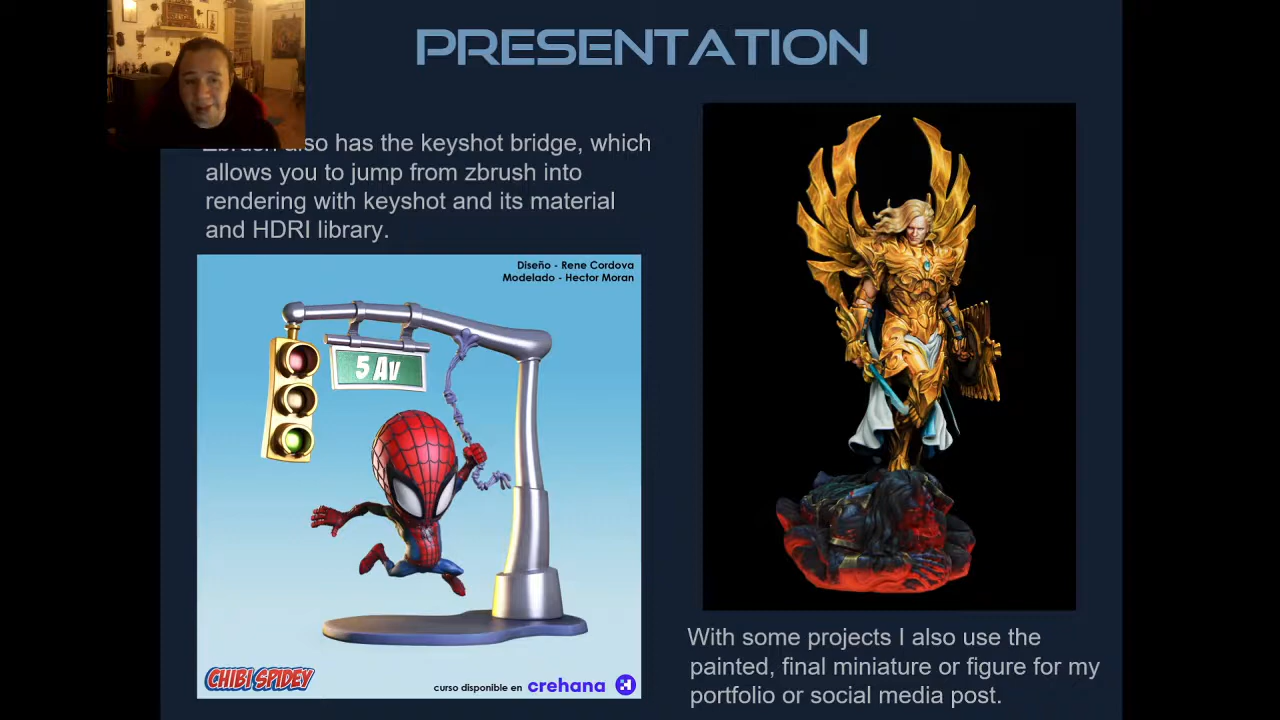 PRESENTATION
also has the keyshot bridge, which
allows you to jump from zbrush into
rendering with keyshot and its material
and HDRI library.
Diseño - Rene Cordova
Modelado - Hector Moran
5 Av
CHIBI SPIDEY
curso disponible en crehana
With some projects I also use the
painted, final miniature or figure for my
portfolio or social media post.